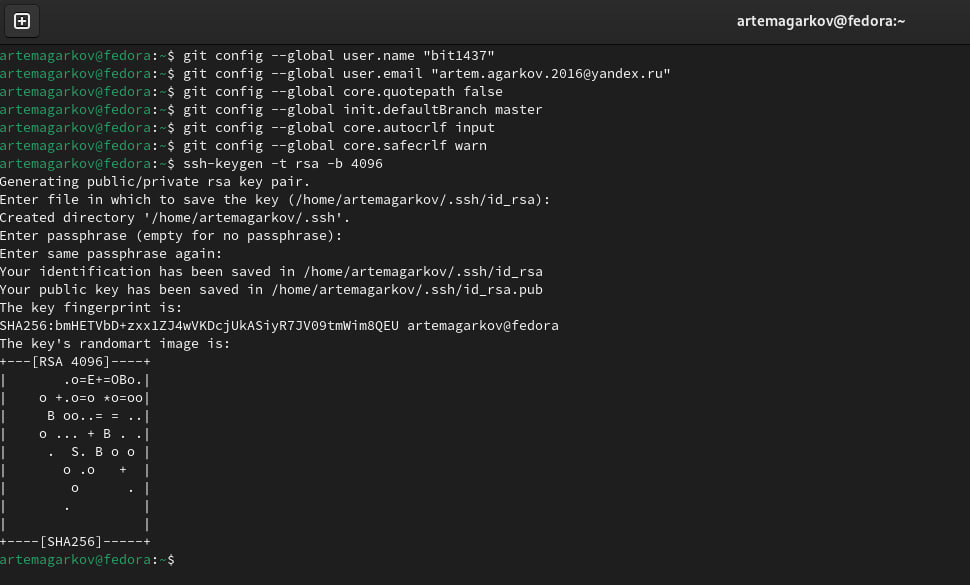 artemagarkov@fedora:~
artemagarkov@fedora:~$ git config --global user.name "bit1437"
artemagarkov@fedora:~$ git config --global user.email "artem.agarkov.2016@yandex.ru"
artemagarkov@fedora:~$ git config --global core.quotepath false
artemagarkov@fedora:~$ git config --global init.defaultBranch master
artemagarkov@fedora:~$ git config --global core.autocrlf input
artemagarkov@fedora:~$ git config --global core.safecrlf warn
artemagarkov@fedora:~$ ssh-keygen -t rsa -b 4096
Generating public/private rsa key pair.
Enter file in which to save the key (/home/artemagarkov/.ssh/id_rsa):
Created directory '/home/artemagarkov/.ssh'.
Enter passphrase (empty for no passphrase):
Enter same passphrase again:
Your identification has been saved in /home/artemagarkov/.ssh/id_rsa
Your public key has been saved in /home/artemagarkov/.ssh/id_rsa.pub
The key fingerprint is:
SHA256:bmHETVbD+zxx1ZJ4wVKDcjUkASiyR7JV09tmWim8QEU artemagarkov@fedora
The key's randomart image is:
+---[RSA 4096]----+
|       .o=E+=OBo.|
|    o +.o=o *o=oo|
|     B oo..= = ..|
|    o ... + B . .|
|     .  S. B o o |
|       o .o   +  |
|        o      . |
|       .         |
|                 |
+----[SHA256]-----+
artemagarkov@fedora:~$